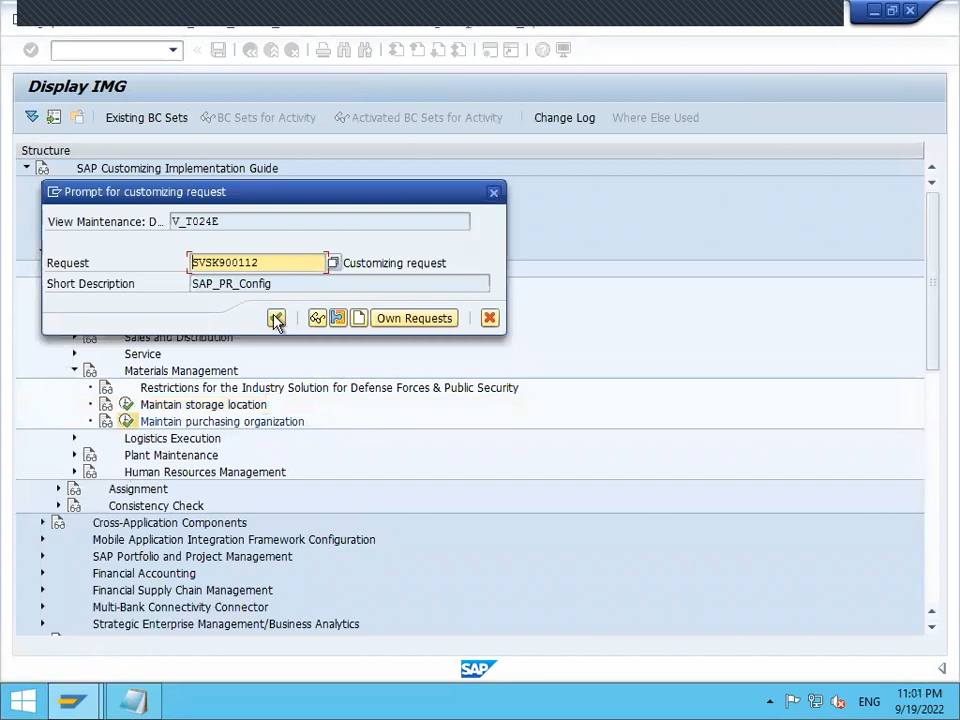 Display IMG
Existing BC Sets BC Sets for Activity Activated BC Sets for Activity Change Log Where Else Used
Structure
SAP Customizing Implementation Guide
Prompt for customizing request
View Maintenance: D... V_T024E
Request SVSK900112 Customizing request
Short Description SAP_PR_Config
Own Requests
Sales and Distribution
Service
Materials Management
Restrictions for the Industry Solution for Defense Forces & Public Security
Maintain storage location
Maintain purchasing organization
Logistics Execution
Plant Maintenance
Human Resources Management
Assignment
Consistency Check
Cross-Application Components
Mobile Application Integration Framework Configuration
SAP Portfolio and Project Management
Financial Accounting
Financial Supply Chain Management
Multi-Bank Connectivity Connector
Strategic Enterprise Management/Business Analytics
SAP
ENG
11:01 PM
9/19/2022